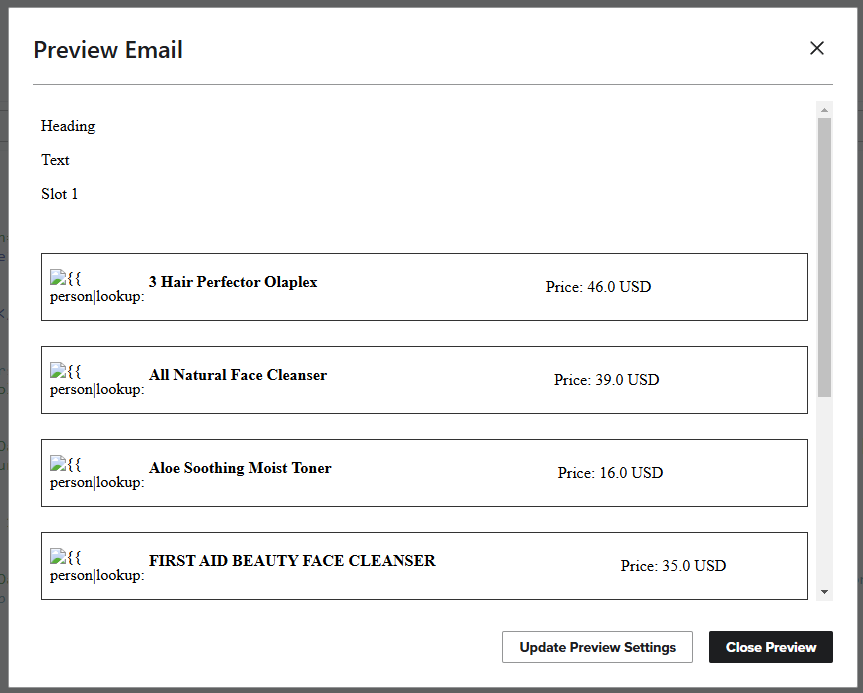 Preview Email
Heading
Text
Slot 1
{{
person|lookup:
3 Hair Perfector Olaplex
Price: 46.0 USD
{{
person|lookup:
All Natural Face Cleanser
Price: 39.0 USD
{{
person|lookup:
Aloe Soothing Moist Toner
Price: 16.0 USD
{{
person|lookup:
FIRST AID BEAUTY FACE CLEANSER
Price: 35.0 USD
Update Preview Settings
Close Preview